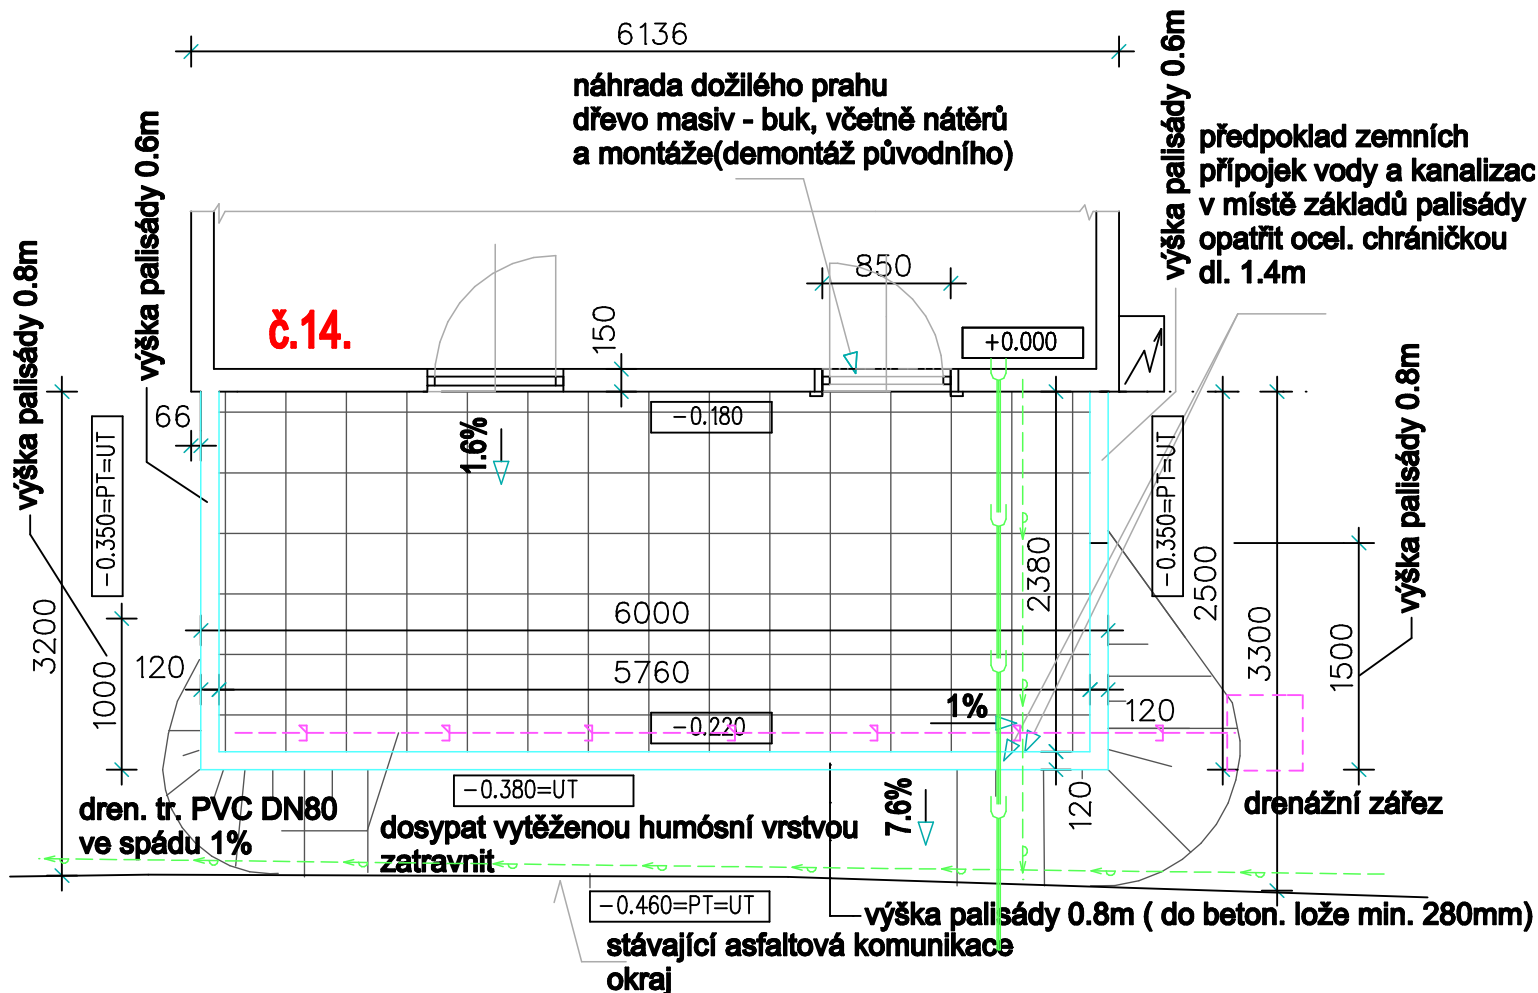 6136
náhrada dožilého prahu
dřevo masiv - buk, včetně nátěrů
a montáže(demontáž původního)
výška palisády 0.6m
předpoklad zemních
přípojek vody a kanalizac
v místě základů palisády
opatřit ocel. chráničkou
dl. 1.4m
výška palisády 0.6m
výška palisády 0.8m
č.14.
150
850
+0.000
66
-0.350=PT=UT
1.6%
-0.180
-0.350=PT=UT
výška palisády 0.8m
2380
2500
3300
1500
3200
1000
120
6000
5760
120
1%
-0.220
-0.380=UT
7.6%
120
drenážní zářez
dren. tr. PVC DN80
ve spádu 1%
dosypat vytěženou humósní vrstvou
zatravnit
-0.460=PT=UT
výška palisády 0.8m ( do beton. lože min. 280mm)
stávající asfaltová komunikace
okraj